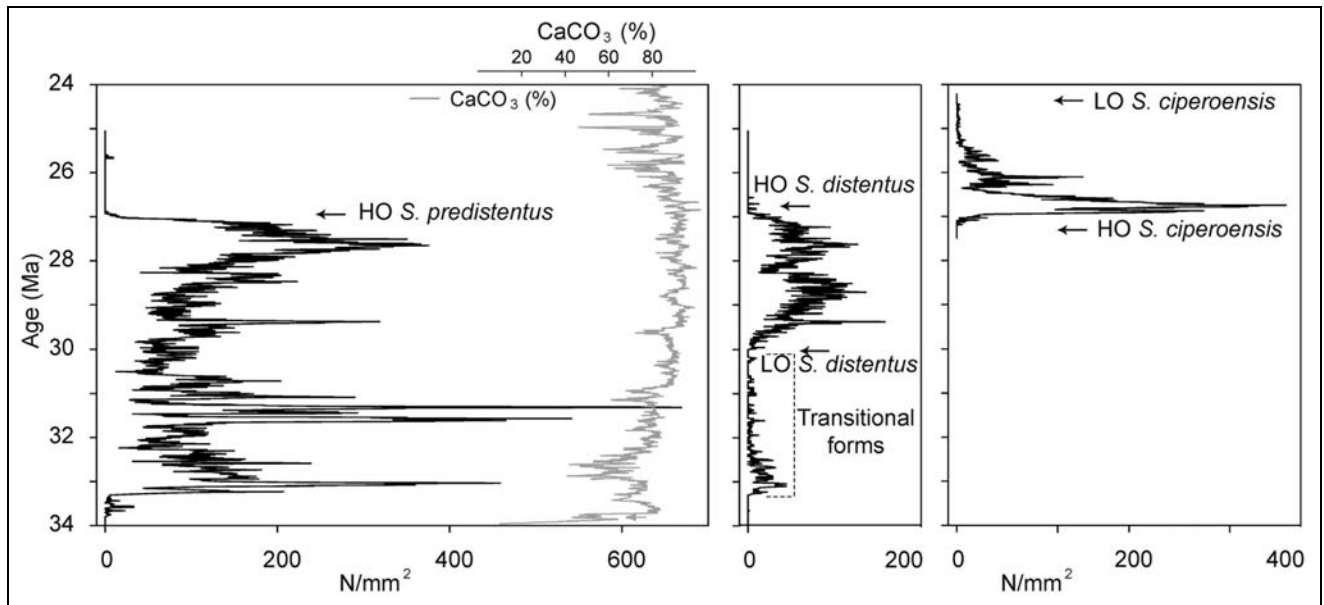 CaCO₃ (%)
20 40 60 80
CaCO₃ (%)
24
26
28
30
32
34
Age (Ma)
HO S. predistentus
0 200 400 600
N/mm²
HO S. distentus
LO S. distentus
Transitional
forms
0 200
LO S. ciperoensis
HO S. ciperoensis
0 200 400
N/mm²